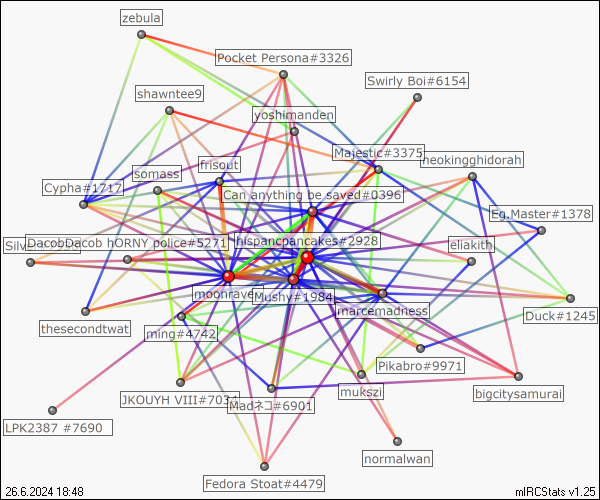 zebula
Pocket Persona#3326
Swirly Boi#6154
shawntee9
yoshimanden
Majestic#3375
theokingghidorah
frisout
somass
Cypha#1717
Can anything be saved#0396
Eg.Master#1378
DacobDacob hORNY police#5271
hispancpancakes#2928
eliakith
moonrave
Mushy#1984
marcemadness
Duck#1245
thesecondtwat
ming#4742
Pikabro#9971
mukszi
bigcitysamurai
JKOUYH VIII#7034
Madネコ#6901
LPK2387 #7690
normalwan
Fedora Stoat#4479
26.6.2024 18:48
mIRCStats v1.25